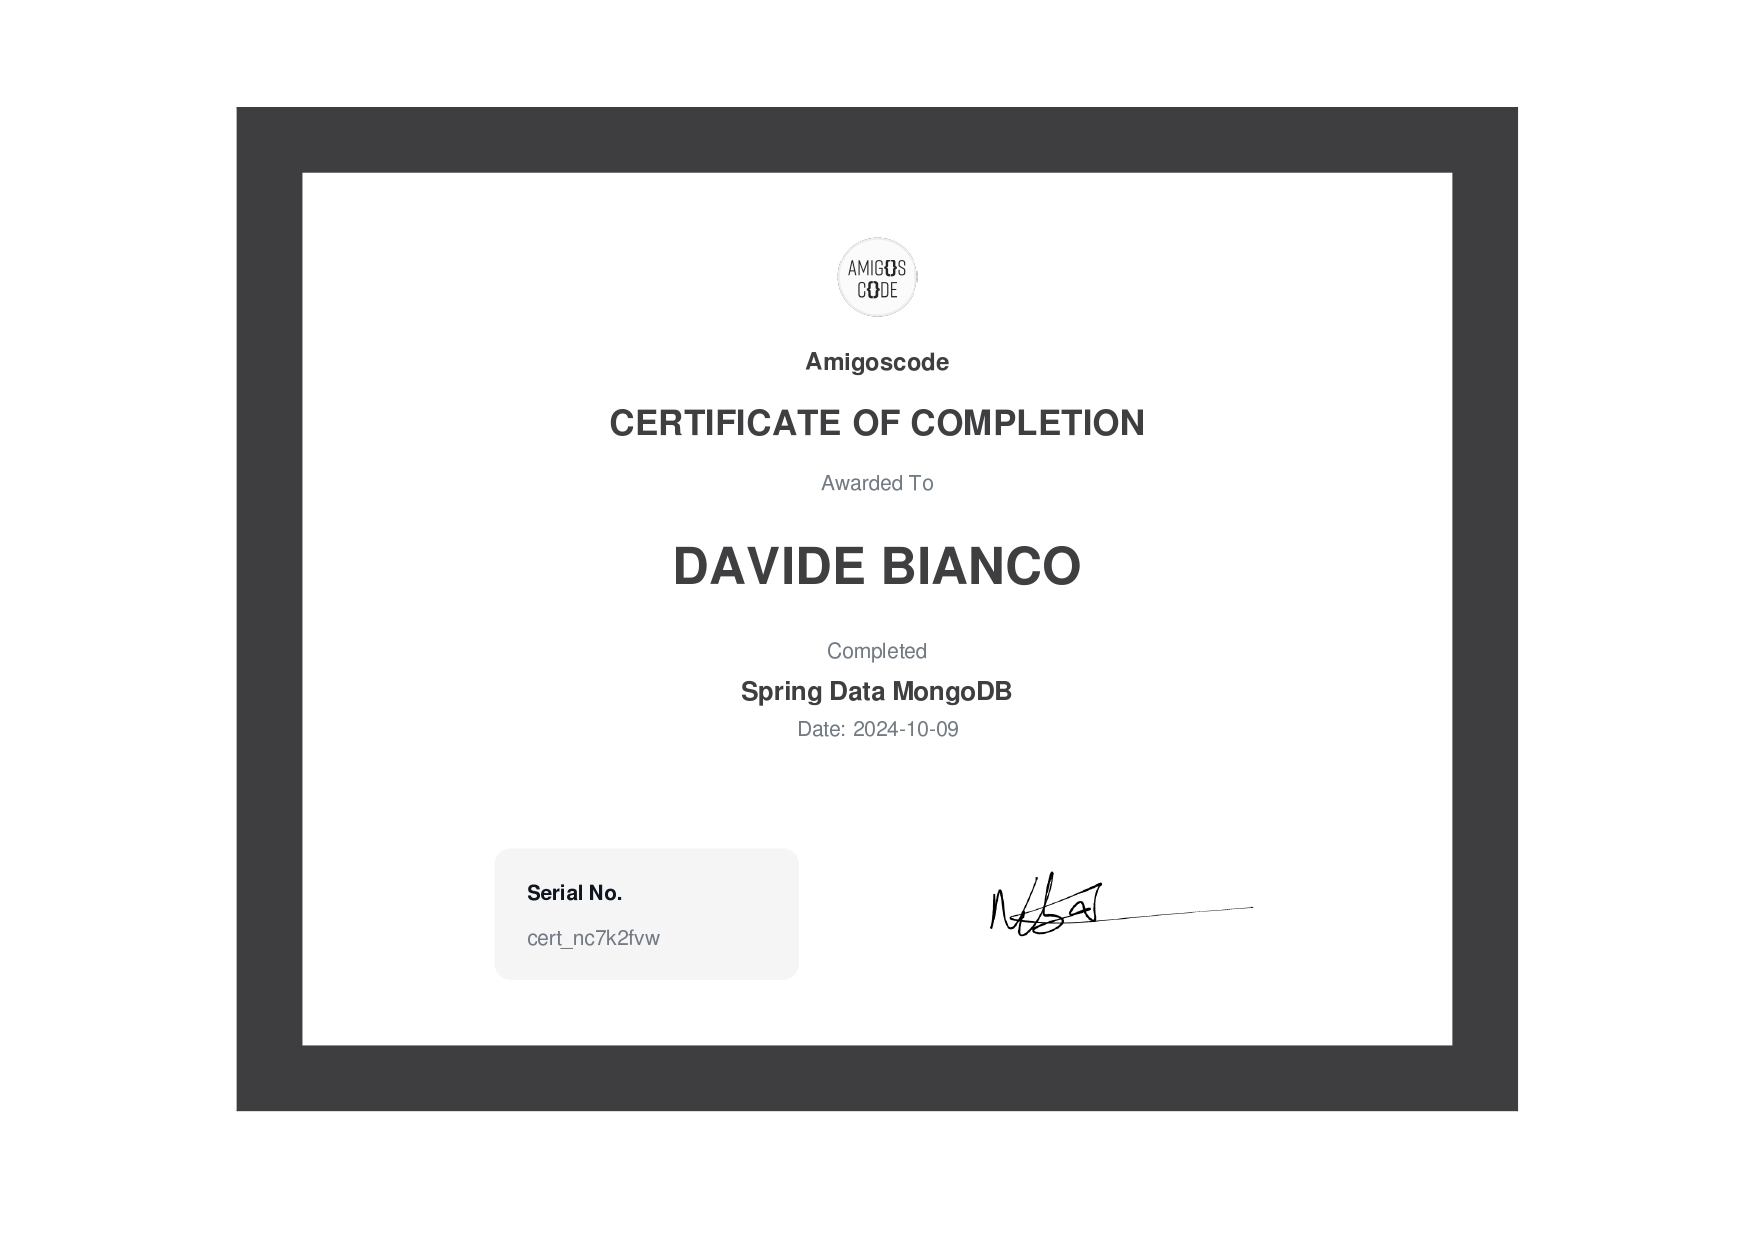 AMIG{}S
C{}DE
Amigoscode
CERTIFICATE OF COMPLETION
Awarded To
DAVIDE BIANCO
Completed
Spring Data MongoDB
Date: 2024-10-09
Serial No.
cert_nc7k2fvw